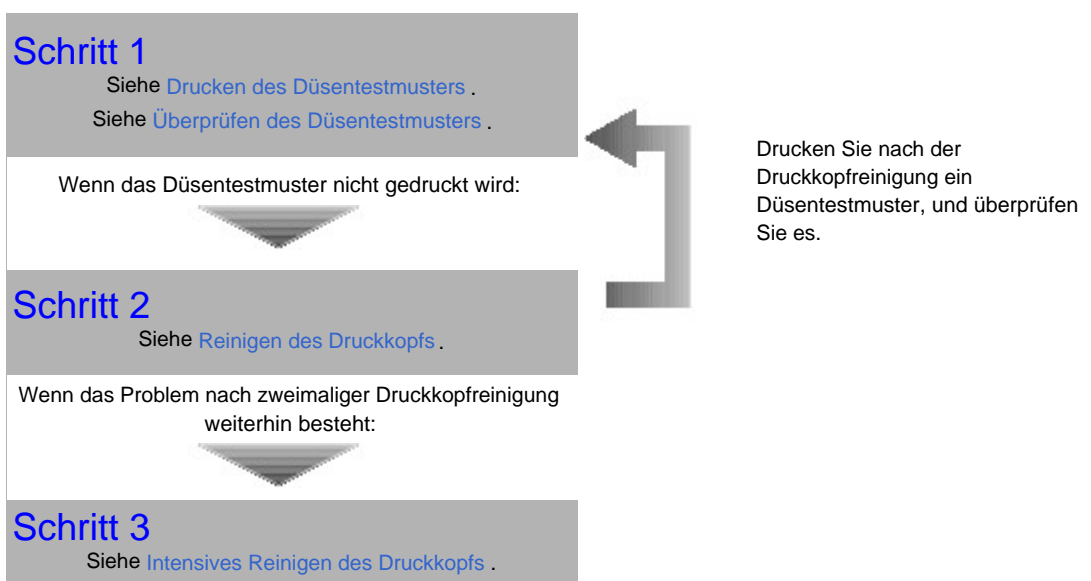 Schritt 1
Siehe Drucken des Düsentestmusters .
Siehe Überprüfen des Düsentestmusters .
Wenn das Düsentestmuster nicht gedruckt wird:
Drucken Sie nach der
Druckkopfreinigung ein
Düsentestmuster, und überprüfen
Sie es.
Schritt 2
Siehe Reinigen des Druckkopfs .
Wenn das Problem nach zweimaliger Druckkopfreinigung
weiterhin besteht:
Schritt 3
Siehe Intensives Reinigen des Druckkopfs .